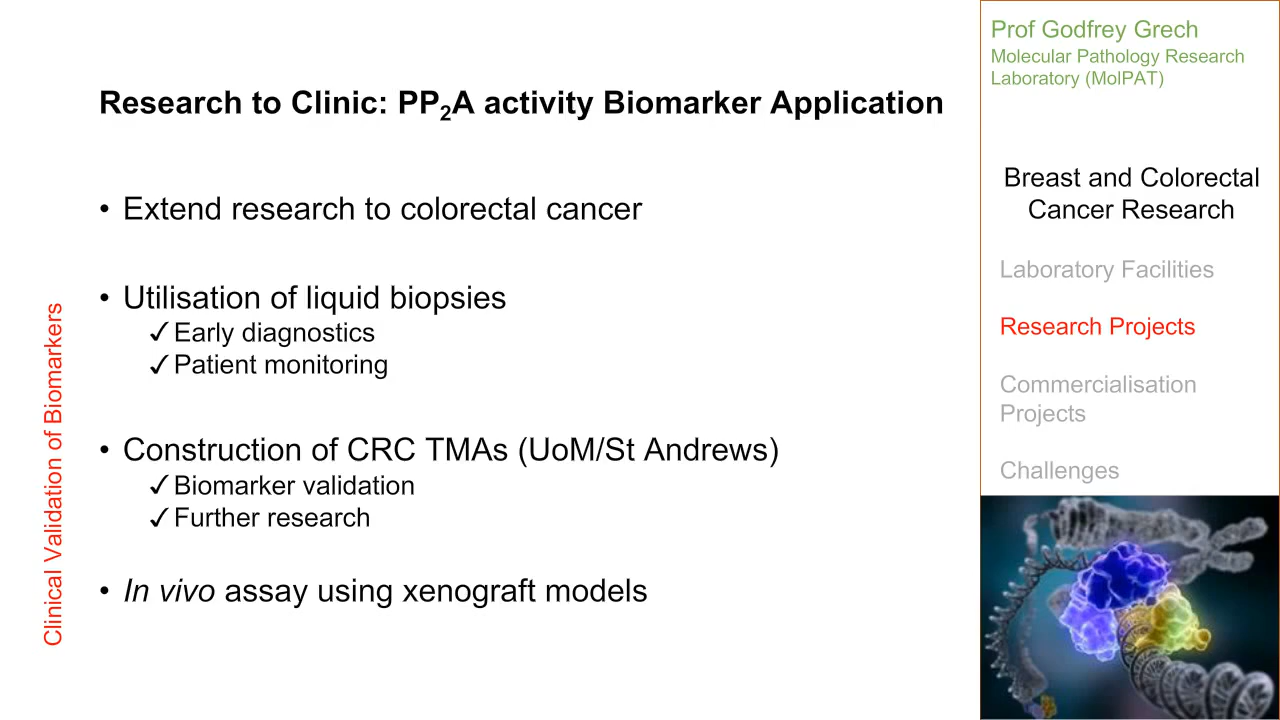 Research to Clinic: PP2A activity Biomarker Application
• Extend research to colorectal cancer
• Utilisation of liquid biopsies
✓ Early diagnostics
✓ Patient monitoring
• Construction of CRC TMAs (UoM/St Andrews)
✓ Biomarker validation
✓ Further research
• In vivo assay using xenograft models
Clinical Validation of Biomarkers
Prof Godfrey Grech
Molecular Pathology Research
Laboratory (MolPAT)
Breast and Colorectal
Cancer Research
Laboratory Facilities
Research Projects
Commercialisation
Projects
Challenges